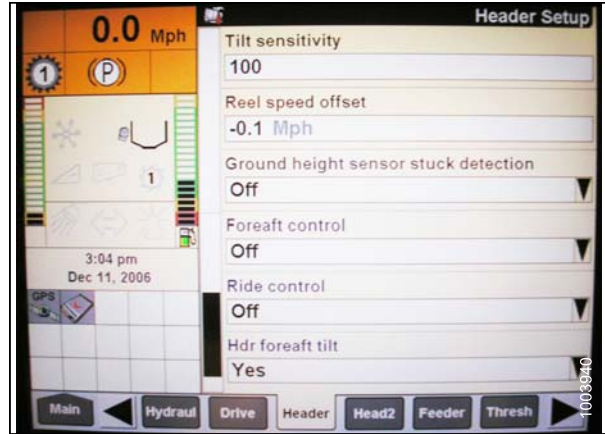 0.0 Mph
1
(P)
1
3:04 pm
Dec 11, 2006
GPS
Header Setup
Tilt sensitivity
100
Reel speed offset
-0.1 Mph
Ground height sensor stuck detection
Off
Foreaft control
Off
Ride control
Off
Hdr foreaft tilt
Yes
Main
Hydraul
Drive
Header
Head2
Feeder
Thresh
1003940